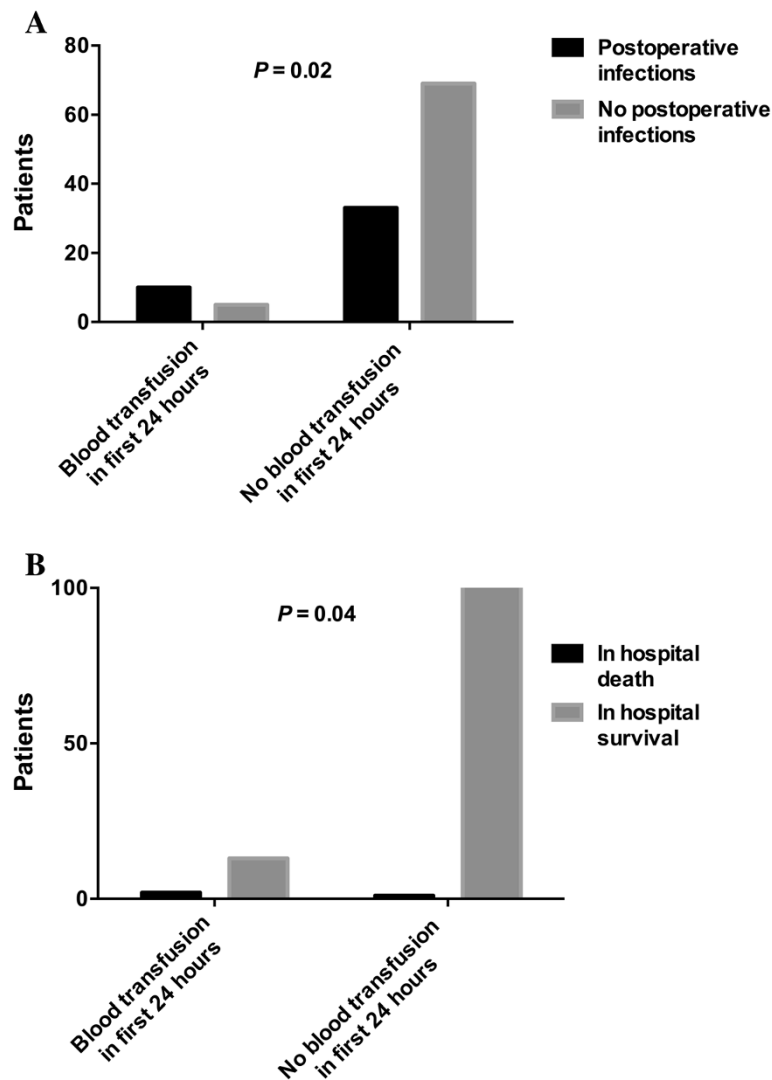 A
80
60
40
20
0
Patients
P = 0.02
Postoperative
infections
No postoperative
infections
Blood transfusion
in first 24 hours
No blood transfusion
in first 24 hours
B
100
50
0
Patients
P = 0.04
In hospital
death
In hospital
survival
Blood transfusion
in first 24 hours
No blood transfusion
in first 24 hours